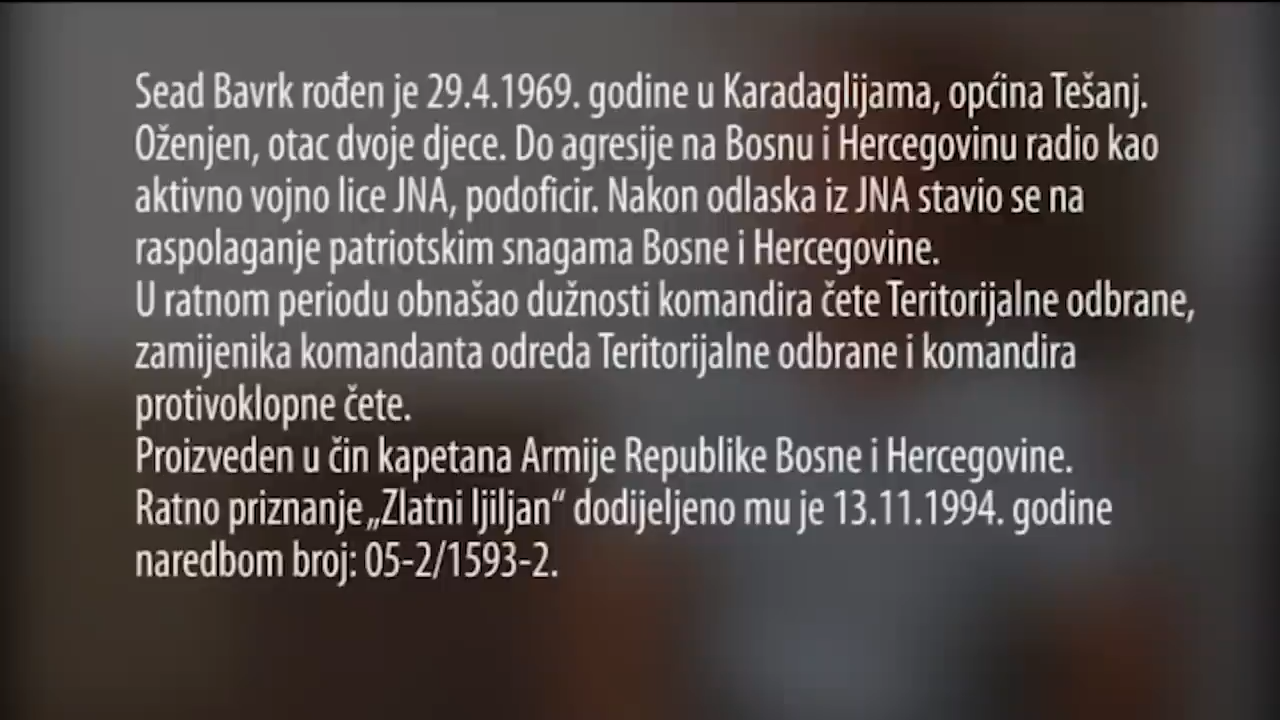 Sead Bavrk rođen je 29.4.1969. godine u Karadaglijama, općina Tešanj.
Oženjen, otac dvoje djece. Do agresije na Bosnu i Hercegovinu radio kao
aktivno vojno lice JNA, podoficir. Nakon odlaska iz JNA stavio se na
raspolaganje patriotskim snagama Bosne i Hercegovine.
U ratnom periodu obnašao dužnosti komandira čete Teritorijalne odbrane,
zamijenika komandanta odreda Teritorijalne odbrane i komandira
protivoklopne čete.
Proizveden u čin kapetana Armije Republike Bosne i Hercegovine.
Ratno priznanje „Zlatni ljiljan“ dodijeljeno mu je 13.11.1994. godine
naredbom broj: 05-2/1593-2.